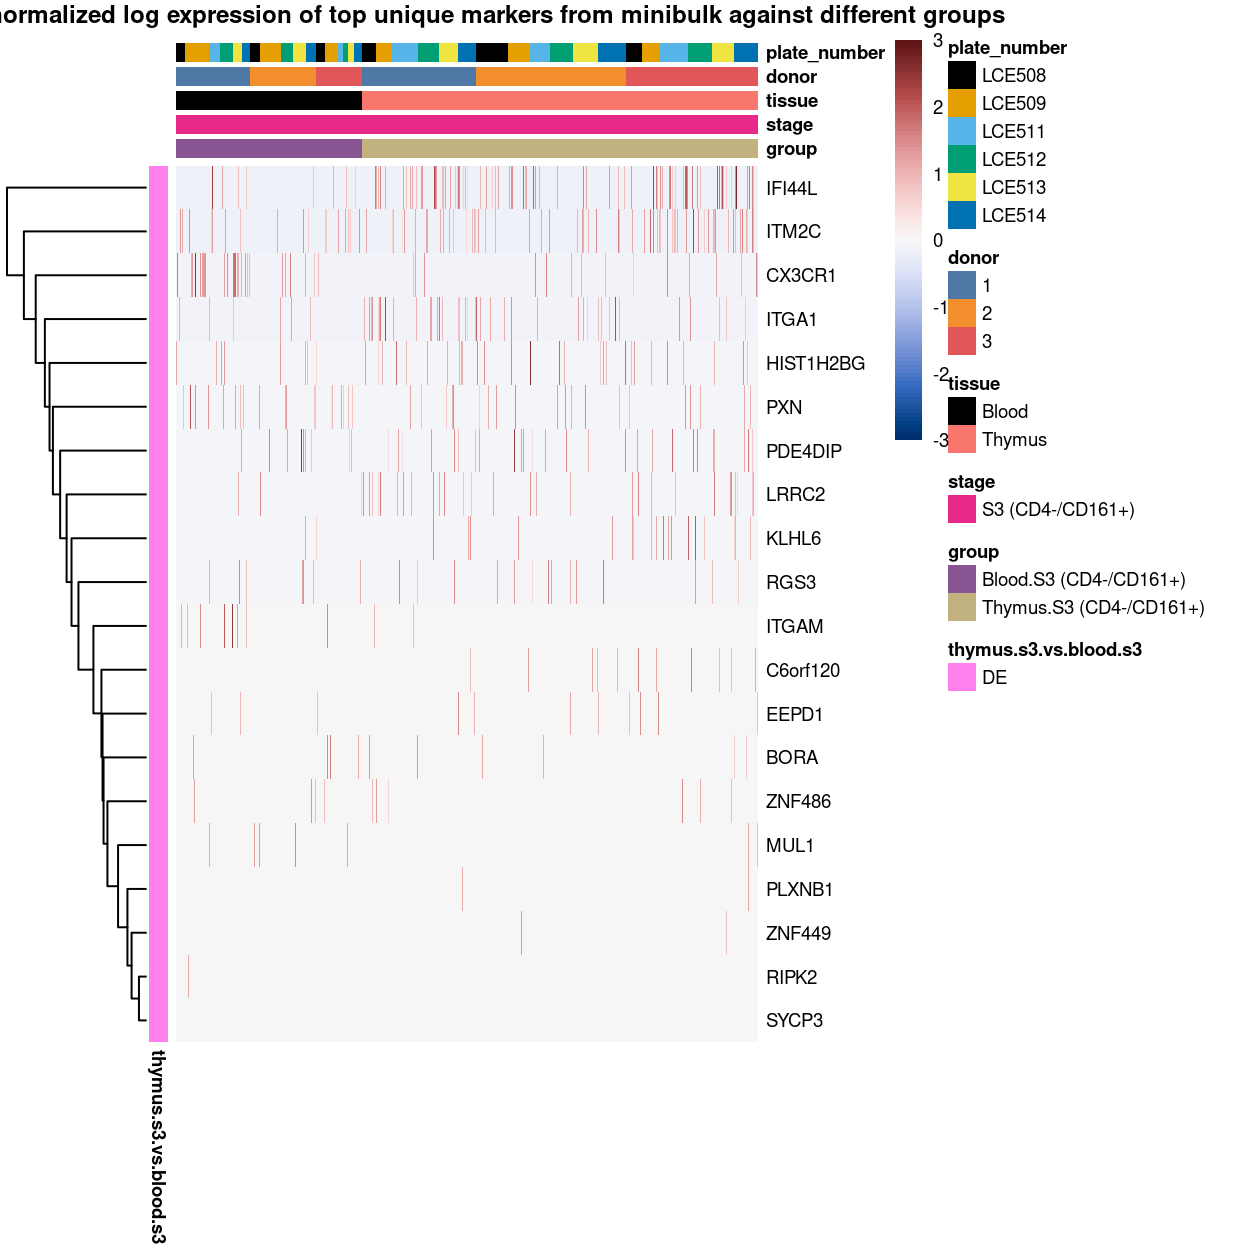 normalized log expression of top unique markers from minibulk against different groups
plate_number
donor
tissue
stage
group
IFI44L
ITM2C
CX3CR1
ITGA1
HIST1H2BG
PXN
PDE4DIP
LRRC2
KLHL6
RGS3
ITGAM
C6orf120
EEPD1
BORA
ZNF486
MUL1
PLXNB1
ZNF449
RIPK2
SYCP3
thymus.s3.vs.blood.s3
3
2
1
0
-1
-2
-3
plate_number
LCE508
LCE509
LCE511
LCE512
LCE513
LCE514
donor
1
2
3
tissue
Blood
Thymus
stage
S3 (CD4-/CD161+)
group
Blood.S3 (CD4-/CD161+)
Thymus.S3 (CD4-/CD161+)
thymus.s3.vs.blood.s3
DE